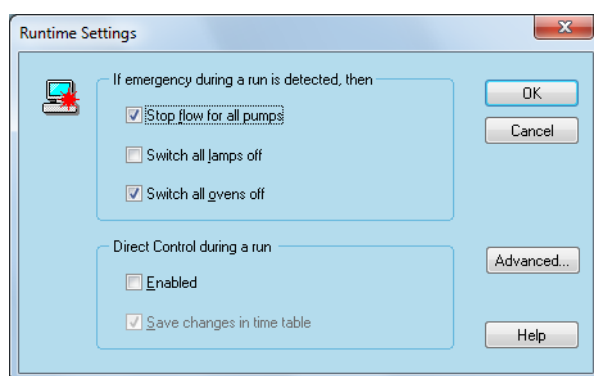 Runtime Settings
If emergency during a run is detected, then
Stop flow for all pumps
Switch all lamps off
Switch all ovens off
OK
Cancel
Direct Control during a run
Enabled
Save changes in time table
Advanced...
Help